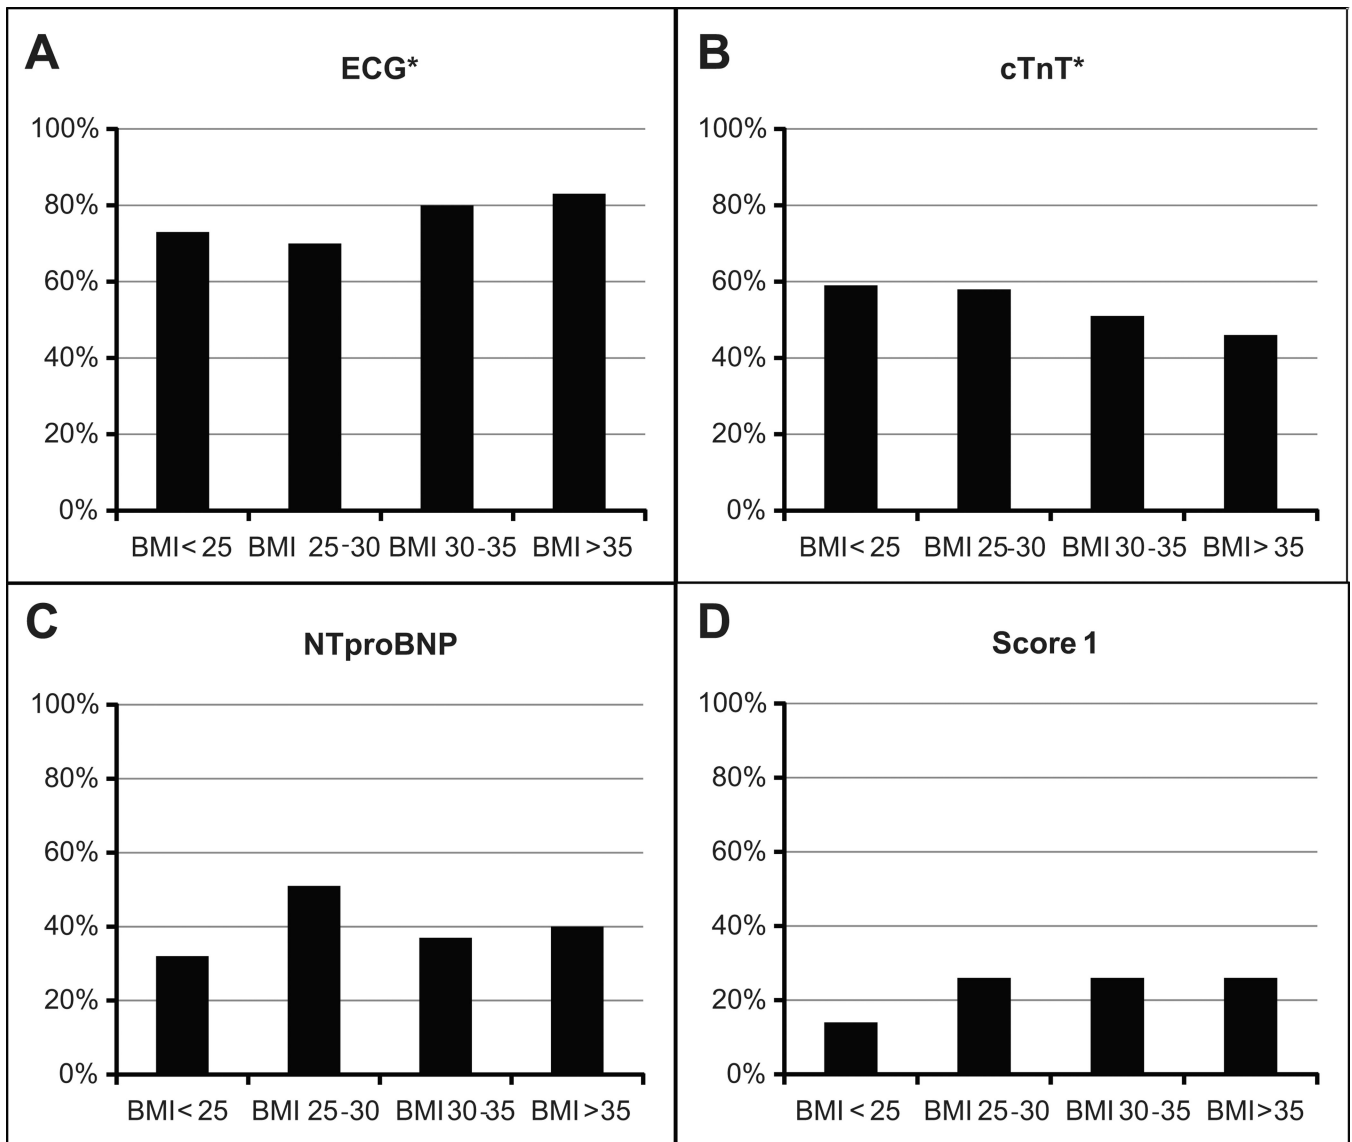 A
ECG*
100%
80%
60%
40%
20%
0%
BMI< 25 BMI 25-30 BMI 30-35 BMI >35
B
cTnT*
100%
80%
60%
40%
20%
0%
BMI< 25 BMI 25-30 BMI 30-35 BMI> 35
C
NTproBNP
100%
80%
60%
40%
20%
0%
BMI< 25 BMI 25-30 BMI 30-35 BMI >35
D
Score 1
100%
80%
60%
40%
20%
0%
BMI < 25 BMI 25-30 BMI 30-35 BMI>35